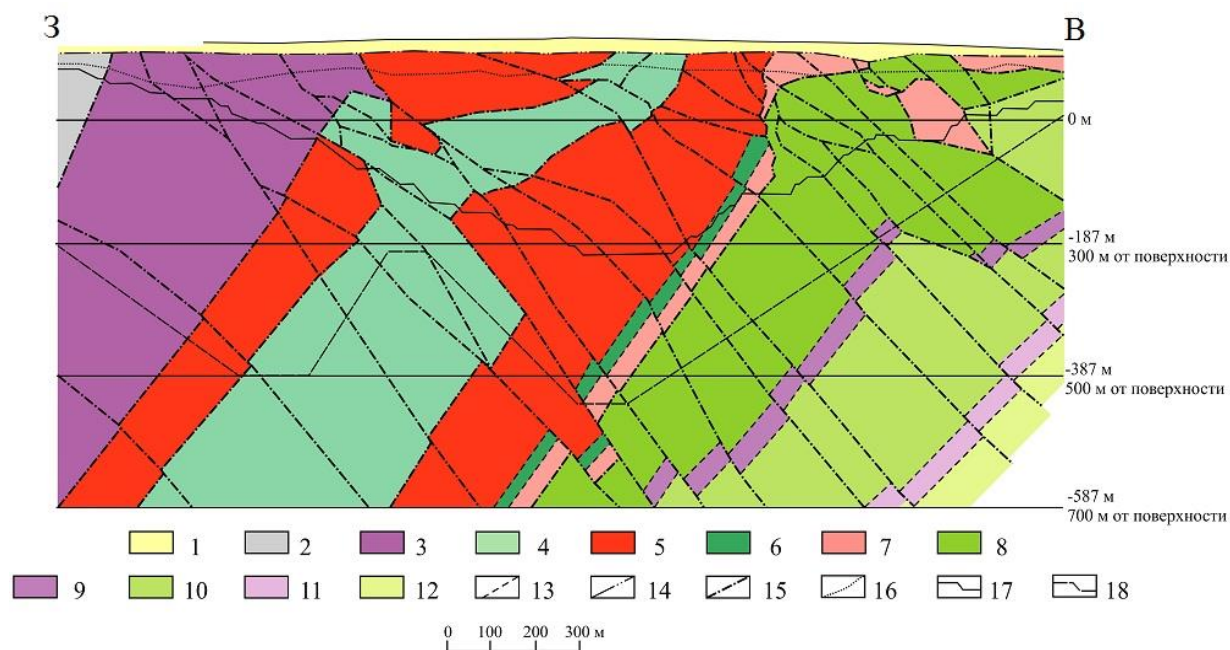 З
В
0 м
-187 м
300 м от поверхности
-387 м
500 м от поверхности
-587 м
700 м от поверхности
1 2 3 4 5 6 7 8
9 10 11 12 13 14 15 16 17 18
0 100 200 300 м